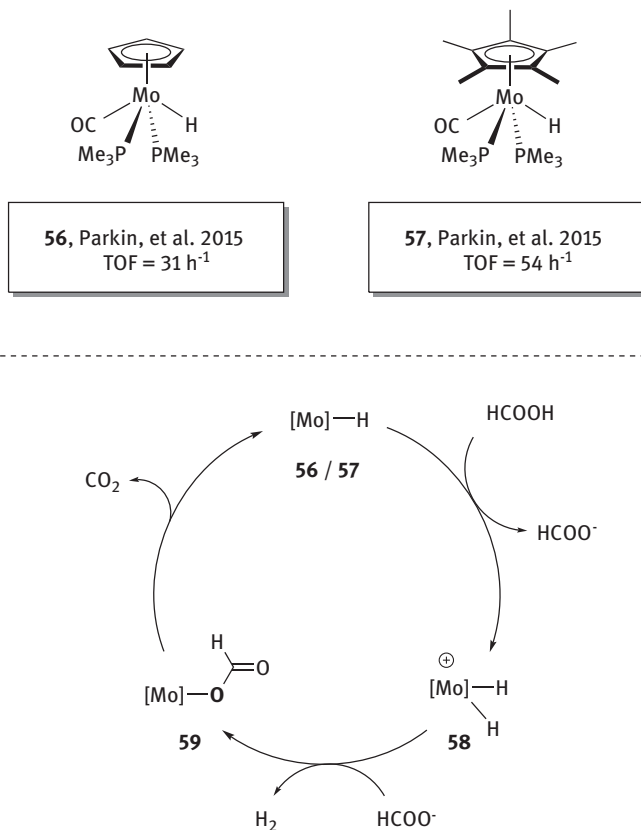 Mo
OC
H
Me₃P
PMe₃
56, Parkin, et al. 2015
TOF = 31 h⁻¹
Mo
OC
H
Me₃P
PMe₃
57, Parkin, et al. 2015
TOF = 54 h⁻¹
[Mo]—H
56 / 57
HCOOH
HCOO⁻
CO₂
H
O
[Mo]—O
59
⊕
[Mo]—H
H
58
H₂
HCOO⁻